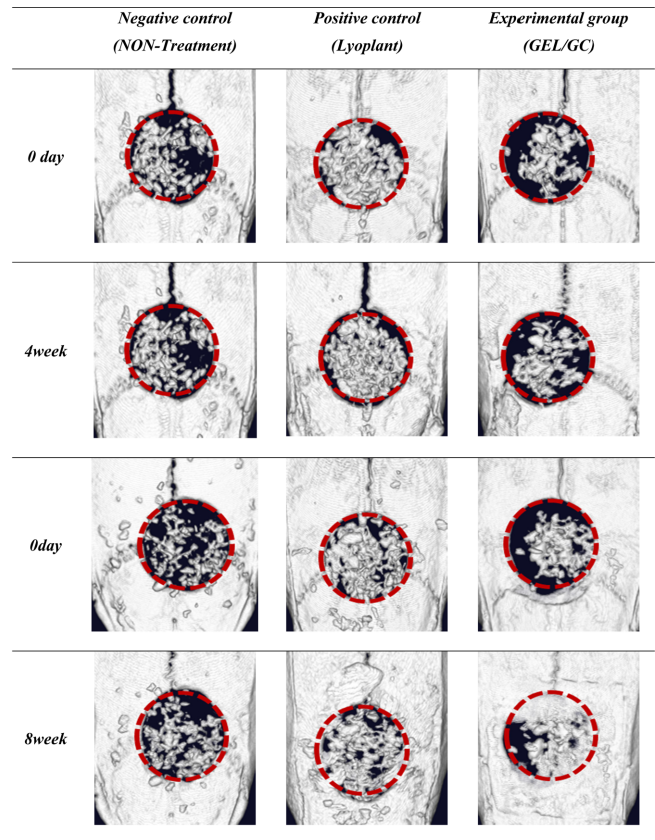 Negative control Positive control Experimental group
(NON-Treatment) (Lyoplant) (GEL/GC)
0 day
4week
0day
8week